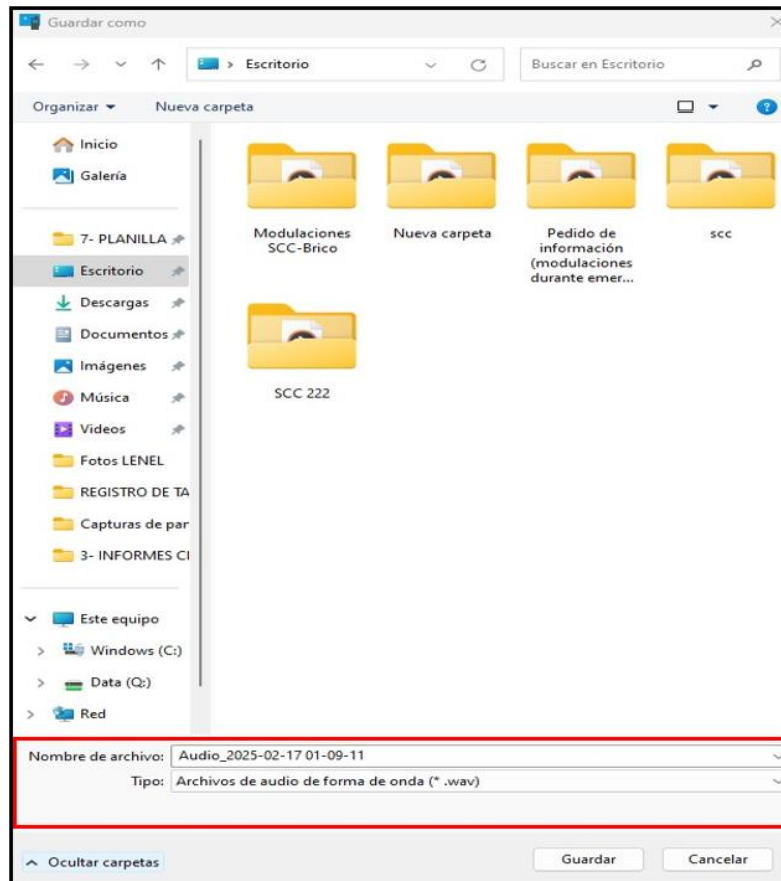 Guardar como
Escritorio
Buscar en Escritorio
Organizar
Nueva carpeta
Inicio
Galería
7- PLANILLA
Escritorio
Descargas
Documentos
Imágenes
Música
Videos
Fotos LENEL
REGISTRO DE TA
Capturas de par
3- INFORMES CI
Este equipo
Windows (C:)
Data (Q:)
Red
Modulaciones
SCC-Brico
Nueva carpeta
Pedido de
información
(modulaciones
durante emer...
scc
SCC 222
Nombre de archivo: Audio_2025-02-17 01-09-11
Tipo: Archivos de audio de forma de onda (* .wav)
Ocultar carpetas
Guardar
Cancelar